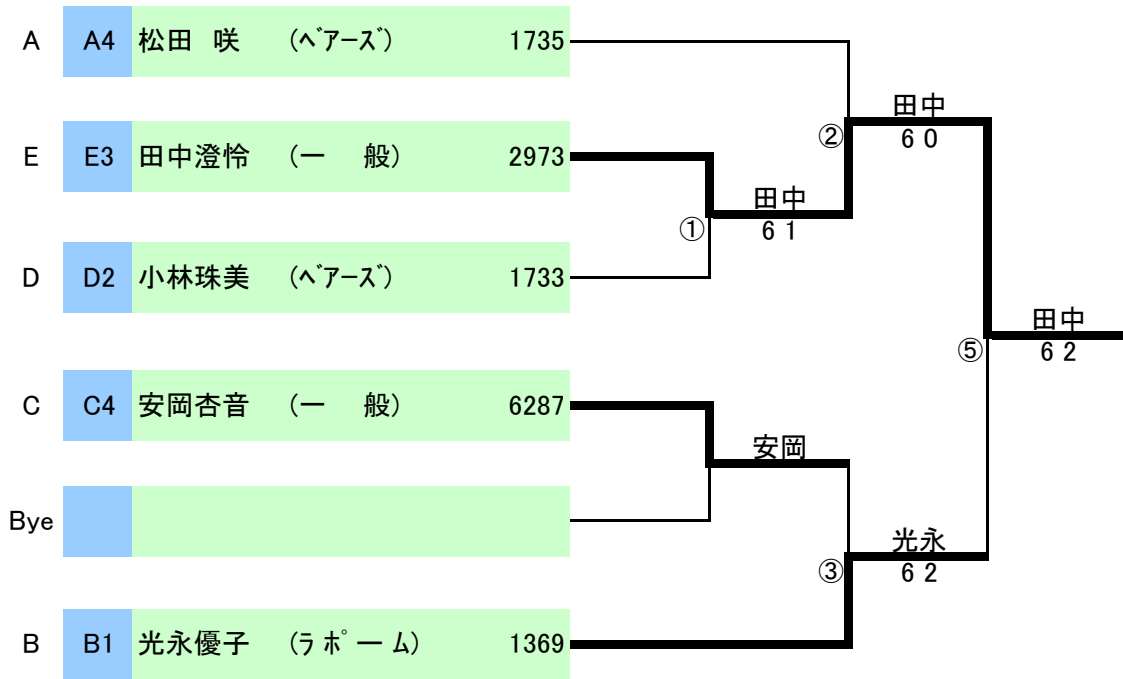 A A4 松田 咲 (ﾍﾞｱｰｽﾞ) 1735
田中
② 6 0
E E3 田中澄怜 (一 般) 2973
田中
① 6 1
D D2 小林珠美 (ﾍﾞｱｰｽﾞ) 1733
田中
⑤ 6 2
C C4 安岡杏音 (一 般) 6287
安岡
Bye
光永
③ 6 2
B B1 光永優子 (ﾗﾎﾟーﾑ) 1369